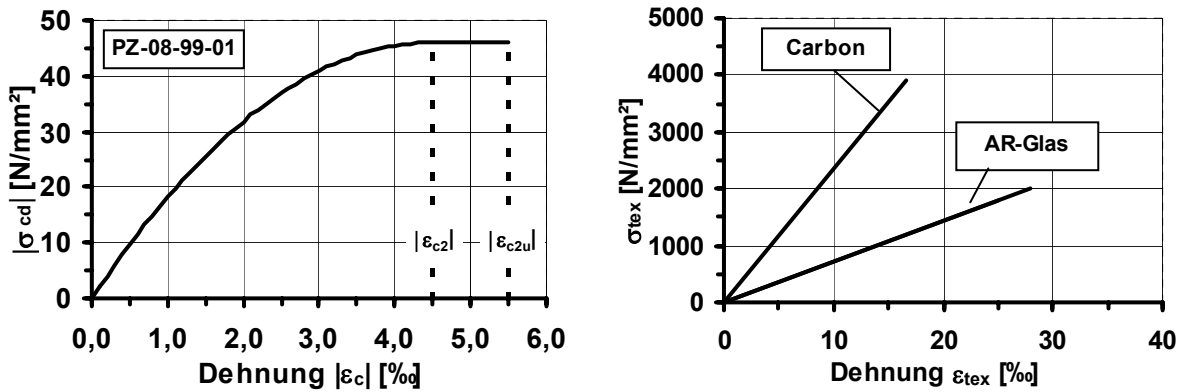 PZ-08-99-01
|σcd| [N/mm²]
50
40
30
20
10
0
|εc2|
|εc2u|
0,0 1,0 2,0 3,0 4,0 5,0 6,0
Dehnung |εc| [‰]
Carbon
AR-Glas
σtex [N/mm²]
5000
4000
3000
2000
1000
0
0 10 20 30 40
Dehnung εtex [‰]